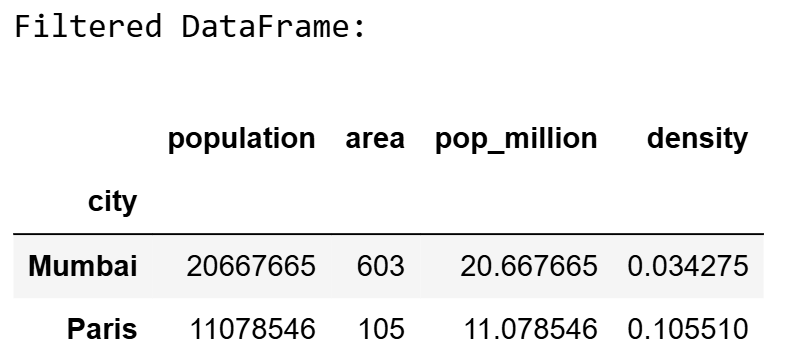 Filtered DataFrame:
population area pop_million density
city
Mumbai 20667665 603 20.667665 0.034275
Paris 11078546 105 11.078546 0.105510